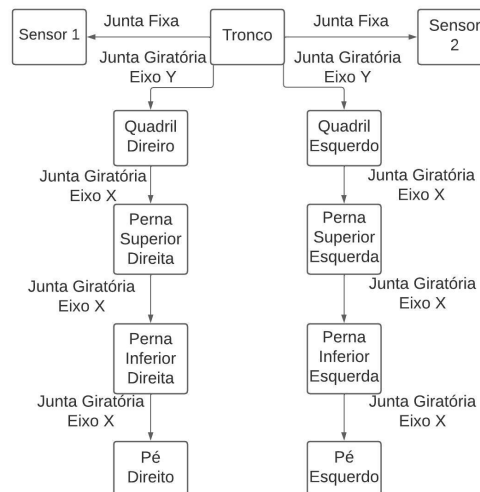 Junta Fixa
Junta Fixa
Sensor 1
Tronco
Sensor
2
Junta Giratória
Eixo Y
Junta Giratória
Eixo Y
Quadril
Direiro
Quadril
Esquerdo
Junta Giratória
Eixo X
Junta Giratória
Eixo X
Perna
Superior
Direita
Perna
Superior
Esquerda
Junta Giratória
Eixo X
Junta Giratória
Eixo X
Perna
Inferior
Direita
Perna
Inferior
Esquerda
Junta Giratória
Eixo X
Junta Giratória
Eixo X
Pé
Direito
Pé
Esquerdo